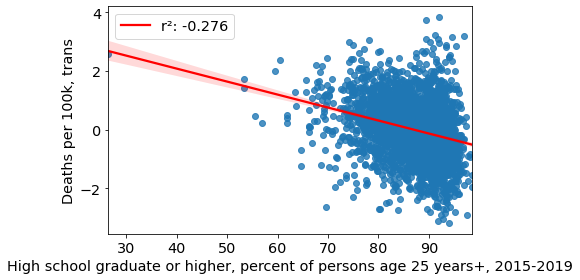 r²: -0.276
Deaths per 100k, trans
4
2
0
−2
30 40 50 60 70 80 90
High school graduate or higher, percent of persons age 25 years+, 2015-2019